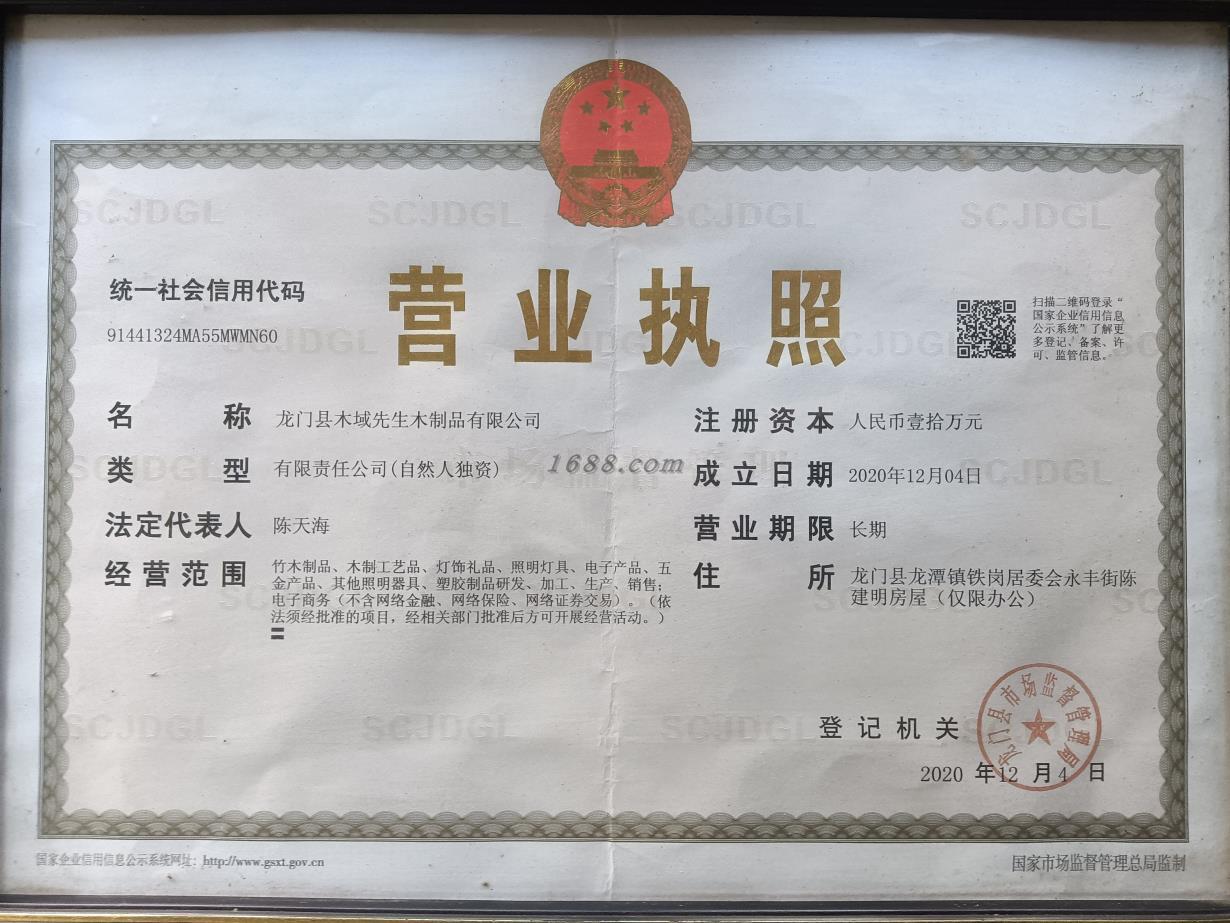 统一社会信用代码
91441324MA55MWMN60
营业执照
扫描二维码登录“
国家企业信用信息
公示系统”了解更
多登记、备案、许
可、监管信息。
名称 龙门县木域先生木制品有限公司
类型 有限责任公司(自然人独资)
法定代表人 陈天海
经营范围 竹木制品、木制工艺品、灯饰礼品、照明灯具、电子产品、五
金产品、其他照明器具、塑胶制品研发、加工、生产、销售;
电子商务（不含网络金融、网络保险、网络证券交易）。（依
法须经批准的项目，经相关部门批准后方可开展经营活动。）
注册资本 人民币壹拾万元
成立日期 2020年12月04日
营业期限 长期
住所 龙门县龙潭镇铁岗居委会永丰街陈
建明房屋（仅限办公）
1688.com
登记机关
龙门县市场监督管理局
2020 年12 月4 日
国家企业信用信息公示系统网址：http://www.gsxt.gov.cn
国家市场监督管理总局监制
SCJDGL
SCJDGL
SCJDGL
SCJDGL
SCJDGL
SCJDGL
SCJDGL
SCJDGL
SCJDGL